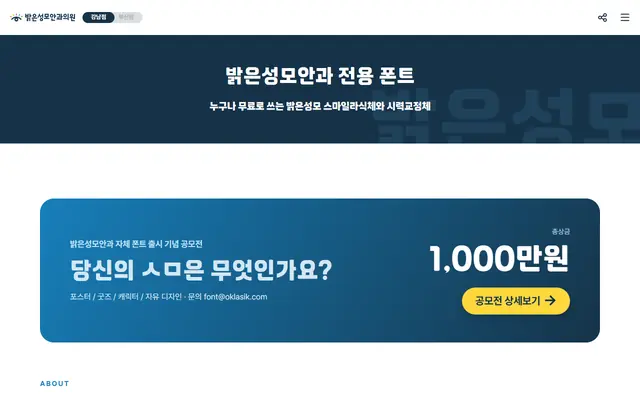 밝은성모안과의원
강남점 부산점
밝은성모안과 전용 폰트
누구나 무료로 쓰는 밝은성모 스마일라식체와 시력교정체
밝은성모
밝은성모안과 자체 폰트 출시 기념 공모전
당신의 ㅅㅁ은 무엇인가요?
포스터 / 굿즈 / 캐릭터 / 자유 디자인 · 문의 font@oklasik.com
총상금
1,000만원
공모전 상세보기 →
ABOUT